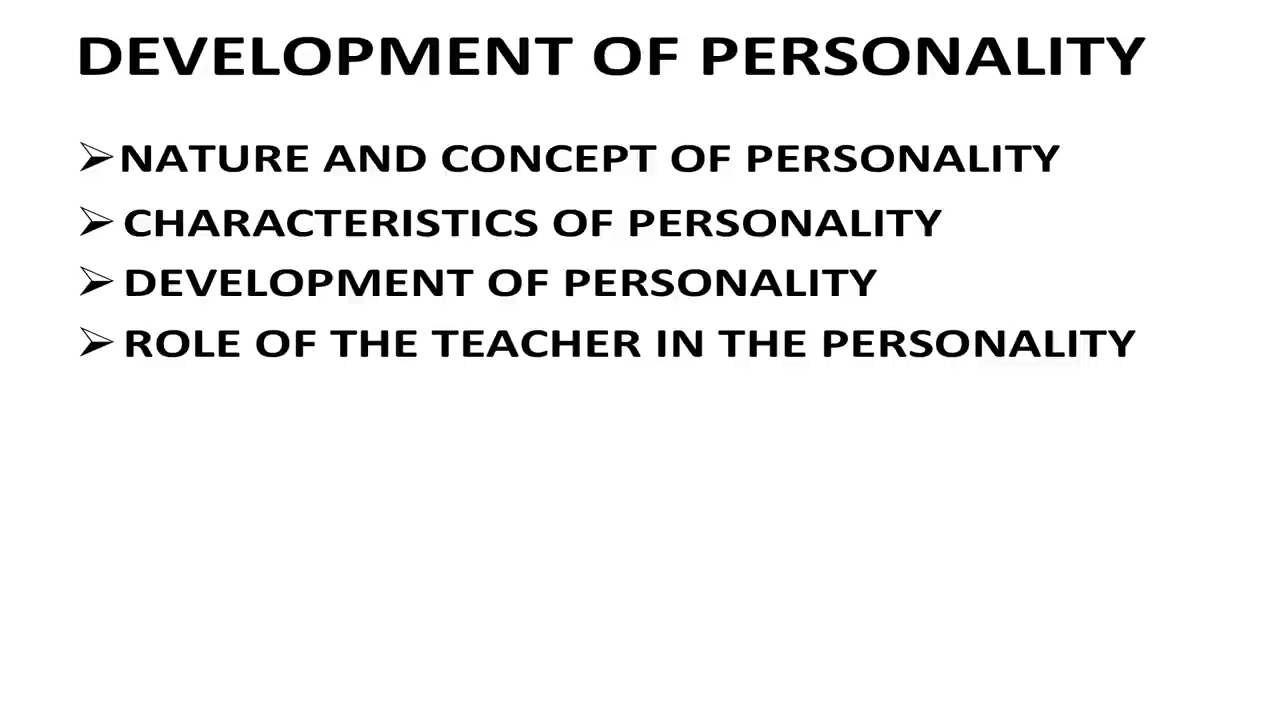 DEVELOPMENT OF PERSONALITY
➢NATURE AND CONCEPT OF PERSONALITY
➢ CHARACTERISTICS OF PERSONALITY
➢ DEVELOPMENT OF PERSONALITY
➢ ROLE OF THE TEACHER IN THE PERSONALITY